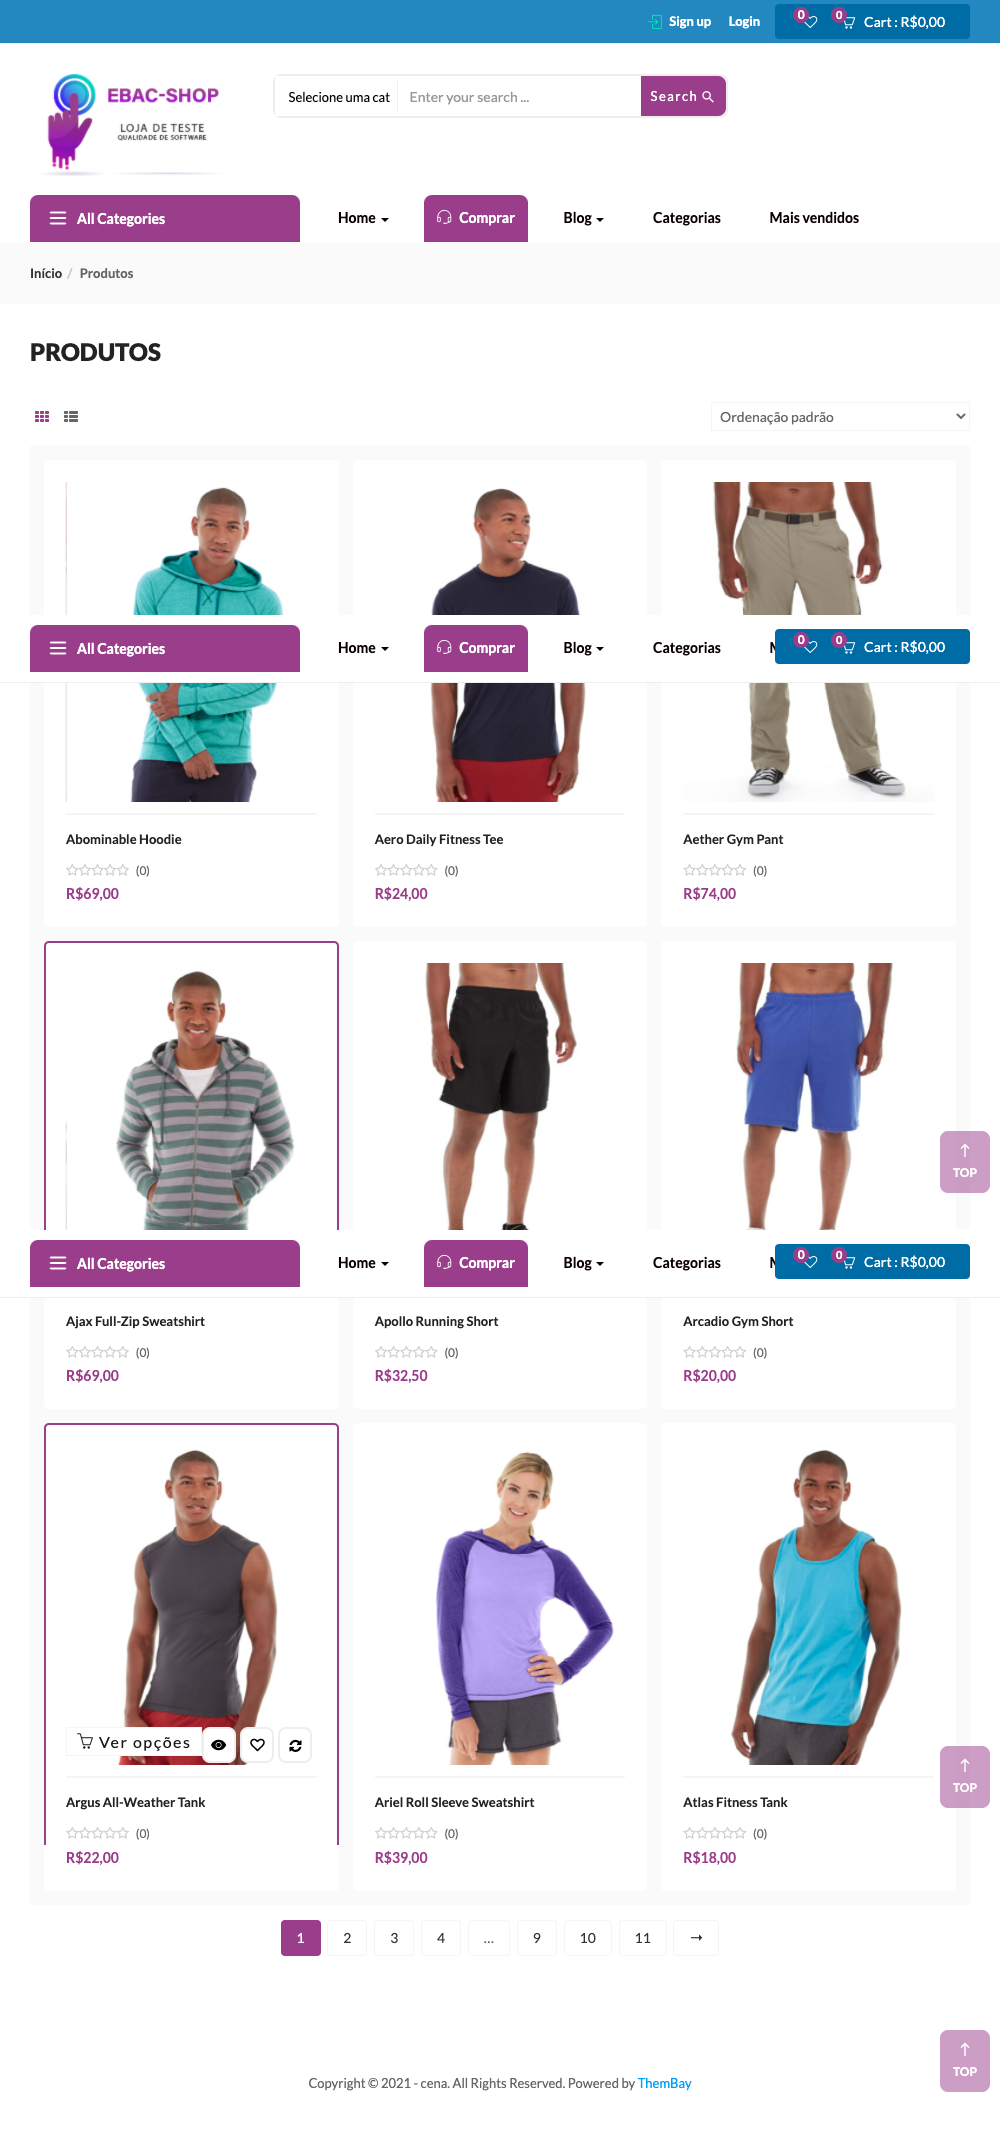 Sign up Login 0 0 Cart : R$0,00
EBAC-SHOP
LOJA DE TESTE
QUALIDADE DE SOFTWARE
Selecione uma cat Enter your search ... Search
All Categories Home Comprar Blog Categorias Mais vendidos
Início / Produtos
PRODUTOS
Ordenação padrão
All Categories Home Comprar Blog Categorias M 0 0 Cart : R$0,00
Abominable Hoodie Aero Daily Fitness Tee Aether Gym Pant
(0) (0) (0)
R$69,00 R$24,00 R$74,00
TOP
All Categories Home Comprar Blog Categorias M 0 0 Cart : R$0,00
Ajax Full-Zip Sweatshirt Apollo Running Short Arcadio Gym Short
(0) (0) (0)
R$69,00 R$32,50 R$20,00
Ver opções
TOP
Argus All-Weather Tank Ariel Roll Sleeve Sweatshirt Atlas Fitness Tank
(0) (0) (0)
R$22,00 R$39,00 R$18,00
1 2 3 4 ... 9 10 11 →
TOP
Copyright © 2021 - cena. All Rights Reserved. Powered by ThemBay